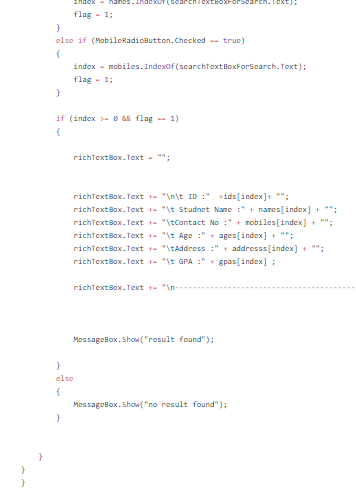 index = names.IndexOf(searchTextBoxForSearch.Text);
flag = 1;
}
else if (MobileRadioButton.Checked == true)
{
index = mobiles.IndexOf(searchTextBoxForSearch.Text);
flag = 1;
}
if (index >= 0 && flag == 1)
{
richTextBox.Text = "";
richTextBox.Text += "\n\t ID :"  +ids[index]+ "";
richTextBox.Text += "\t Studnet Name :" + names[index] + "";
richTextBox.Text += "\tContact No :" + mobiles[index] + "";
richTextBox.Text += "\t Age :" + ages[index] + "";
richTextBox.Text += "\tAddress :" + addresss[index] + "";
richTextBox.Text += "\t GPA :" + gpas[index] ;
richTextBox.Text += "\n----------------------------------------
MessageBox.Show("result found");
}
else
{
MessageBox.Show("no result found");
}
}
}
}